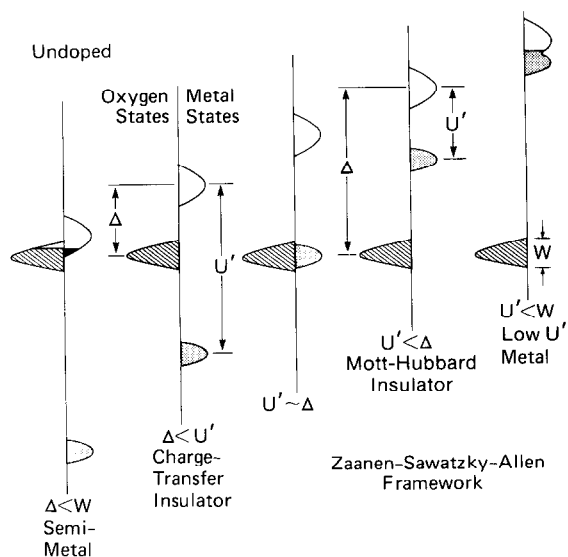 Undoped
Oxygen Metal
States States
Δ
U'
Δ
U'
W
Δ<W
Semi-
Metal
Δ<U'
Charge-
Transfer
Insulator
U'~Δ
U'<Δ
Mott-Hubbard
Insulator
U'<W
Low U'
Metal
Zaanen-Sawatzky-Allen
Framework